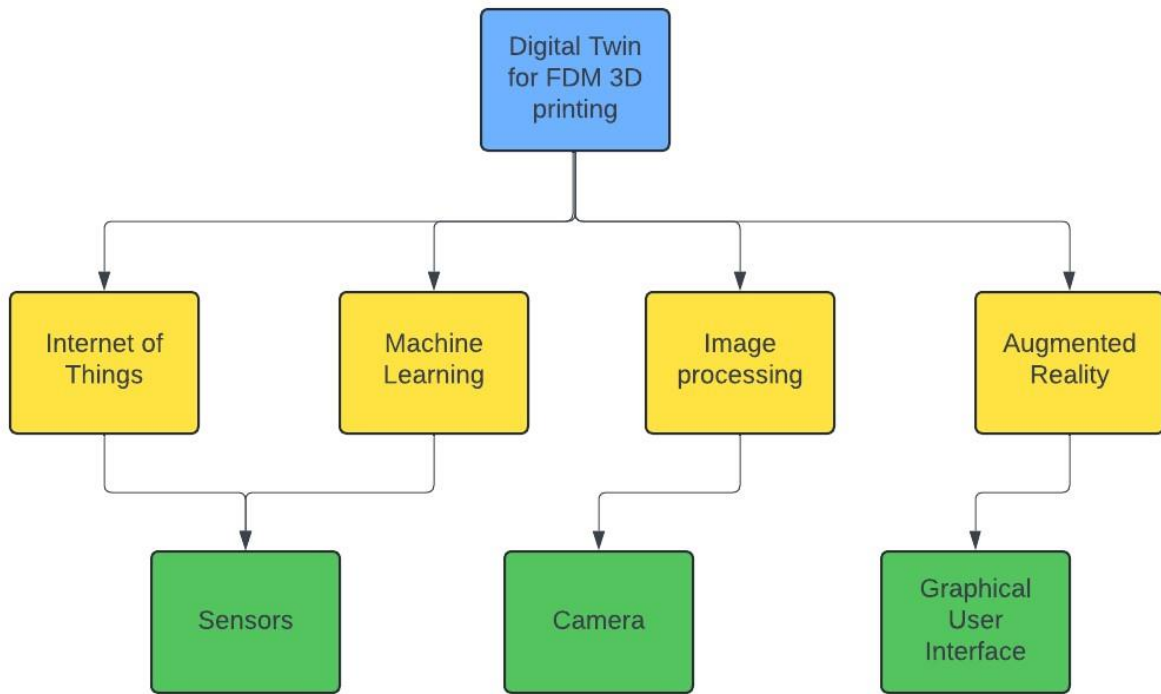 Digital Twin
for FDM 3D
printing
Internet of
Things
Machine
Learning
Image
processing
Augmented
Reality
Sensors
Camera
Graphical
User
Interface